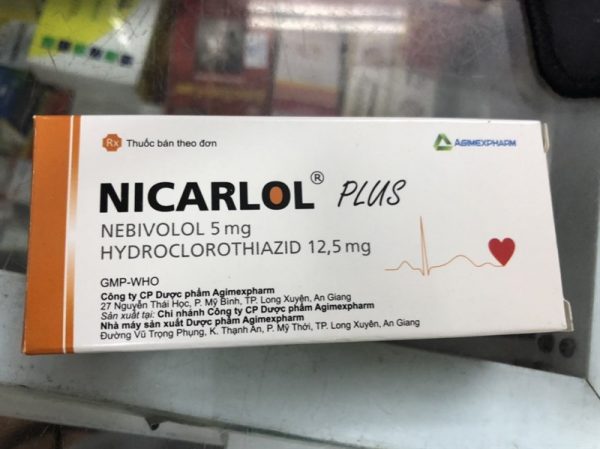 Rx Thuốc bán theo đơn
AGIMEXPHARM
NICARLOL® PLUS
NEBIVOLOL 5 mg
HYDROCLOROTHIAZID 12,5 mg
GMP-WHO
Công ty CP Dược phẩm Agimexpharm
27 Nguyễn Thái Học, P. Mỹ Bình, TP. Long Xuyên, An Giang
Sản xuất tại: Chi nhánh Công ty CP Dược phẩm Agimexpharm
Nhà máy sản xuất Dược phẩm Agimexpharm
Đường Vũ Trọng Phụng, K. Thạnh An, P. Mỹ Thới, TP. Long Xuyên, An Giang